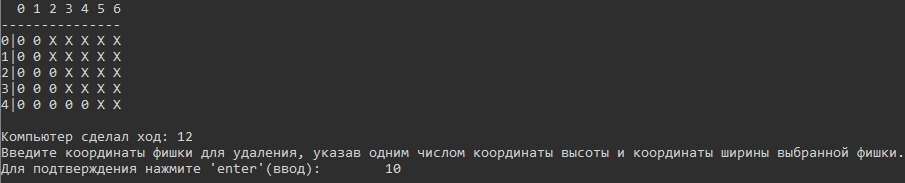 0 1 2 3 4 5 6
---------------
0|0 0 X X X X X
1|0 0 X X X X X
2|0 0 0 X X X X
3|0 0 0 X X X X
4|0 0 0 0 0 X X
Компьютер сделал ход: 12
Введите координаты фишки для удаления, указав одним числом координаты высоты и координаты ширины выбранной фишки.
Для подтверждения нажмите 'enter'(ввод): 10